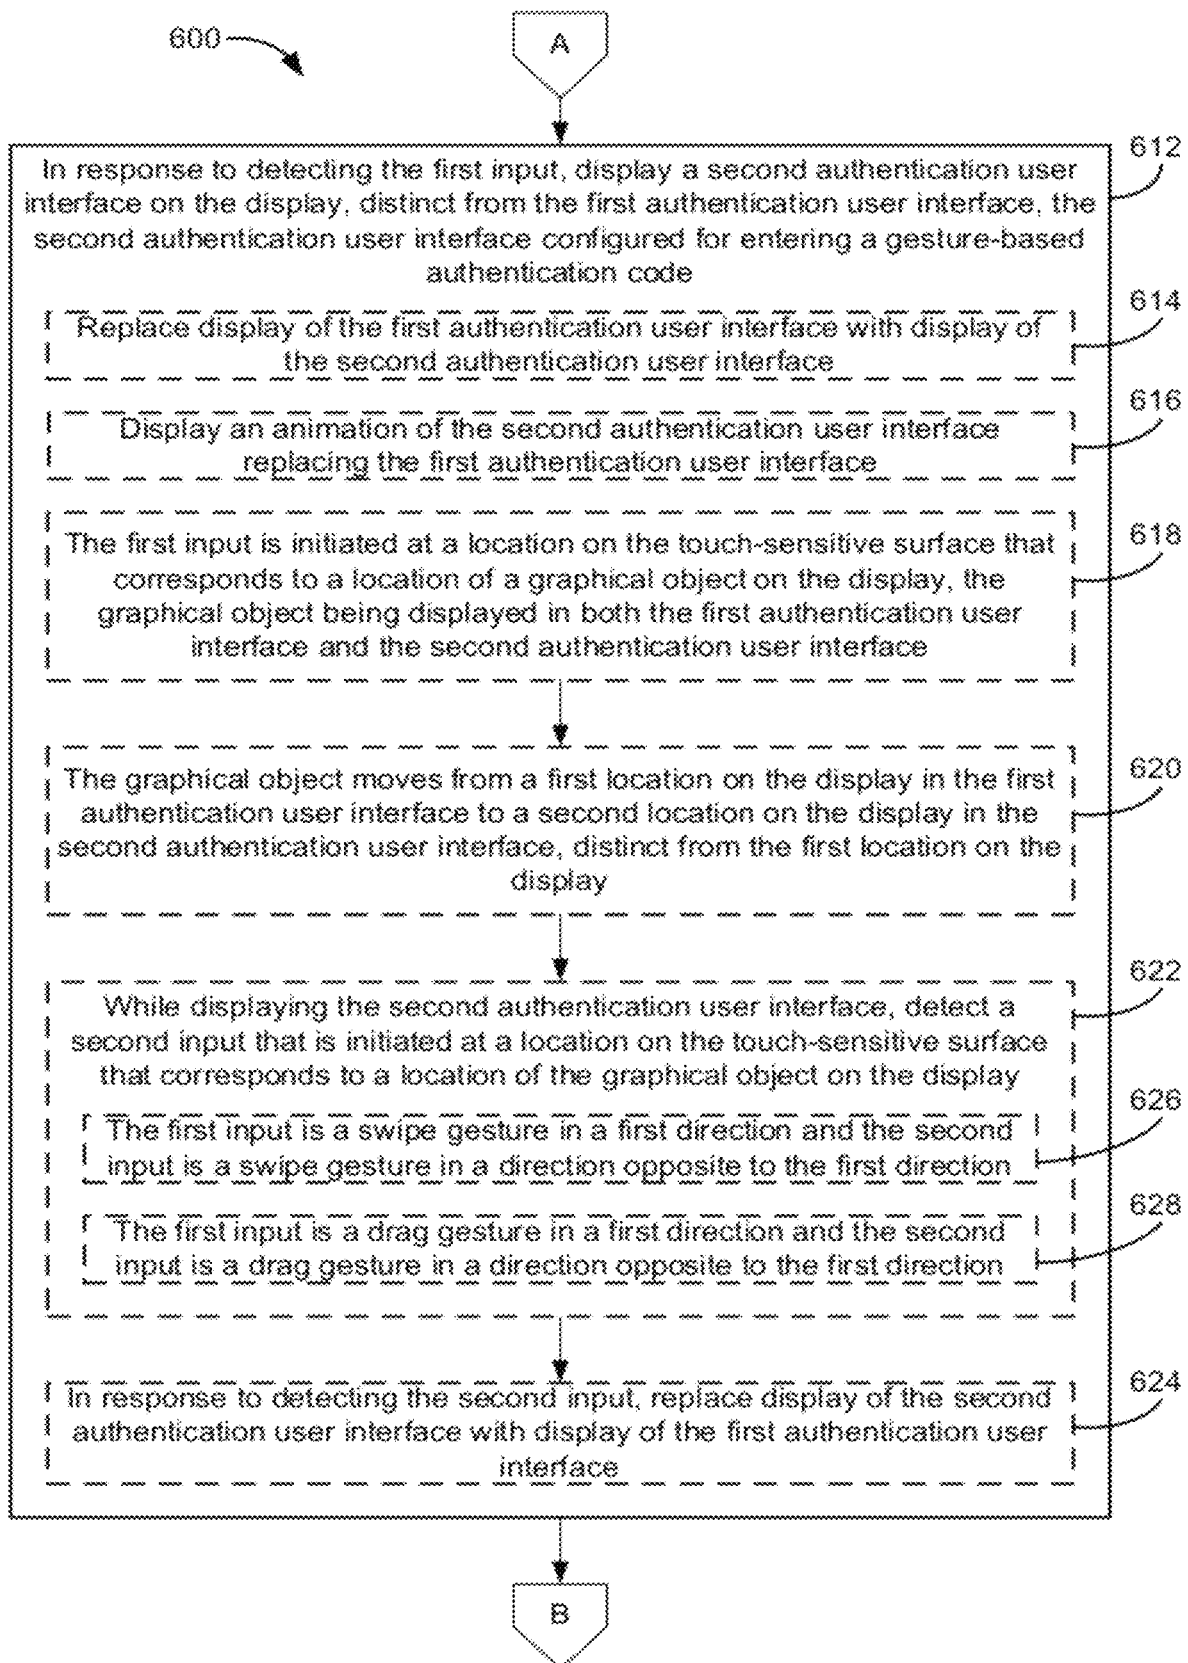 600
A
612
In response to detecting the first input, display a second authentication user
interface on the display, distinct from the first authentication user interface, the
second authentication user interface configured for entering a gesture-based
authentication code
614
Replace display of the first authentication user interface with display of
the second authentication user interface
616
Display an animation of the second authentication user interface
replacing the first authentication user interface
618
The first input is initiated at a location on the touch-sensitive surface that
corresponds to a location of a graphical object on the display, the
graphical object being displayed in both the first authentication user
interface and the second authentication user interface
620
The graphical object moves from a first location on the display in the first
authentication user interface to a second location on the display in the
second authentication user interface, distinct from the first location on the
display
622
While displaying the second authentication user interface, detect a
second input that is initiated at a location on the touch-sensitive surface
that corresponds to a location of the graphical object on the display
626
The first input is a swipe gesture in a first direction and the second
input is a swipe gesture in a direction opposite to the first direction
628
The first input is a drag gesture in a first direction and the second
input is a drag gesture in a direction opposite to the first direction
624
In response to detecting the second input, replace display of the second
authentication user interface with display of the first authentication user
interface
B